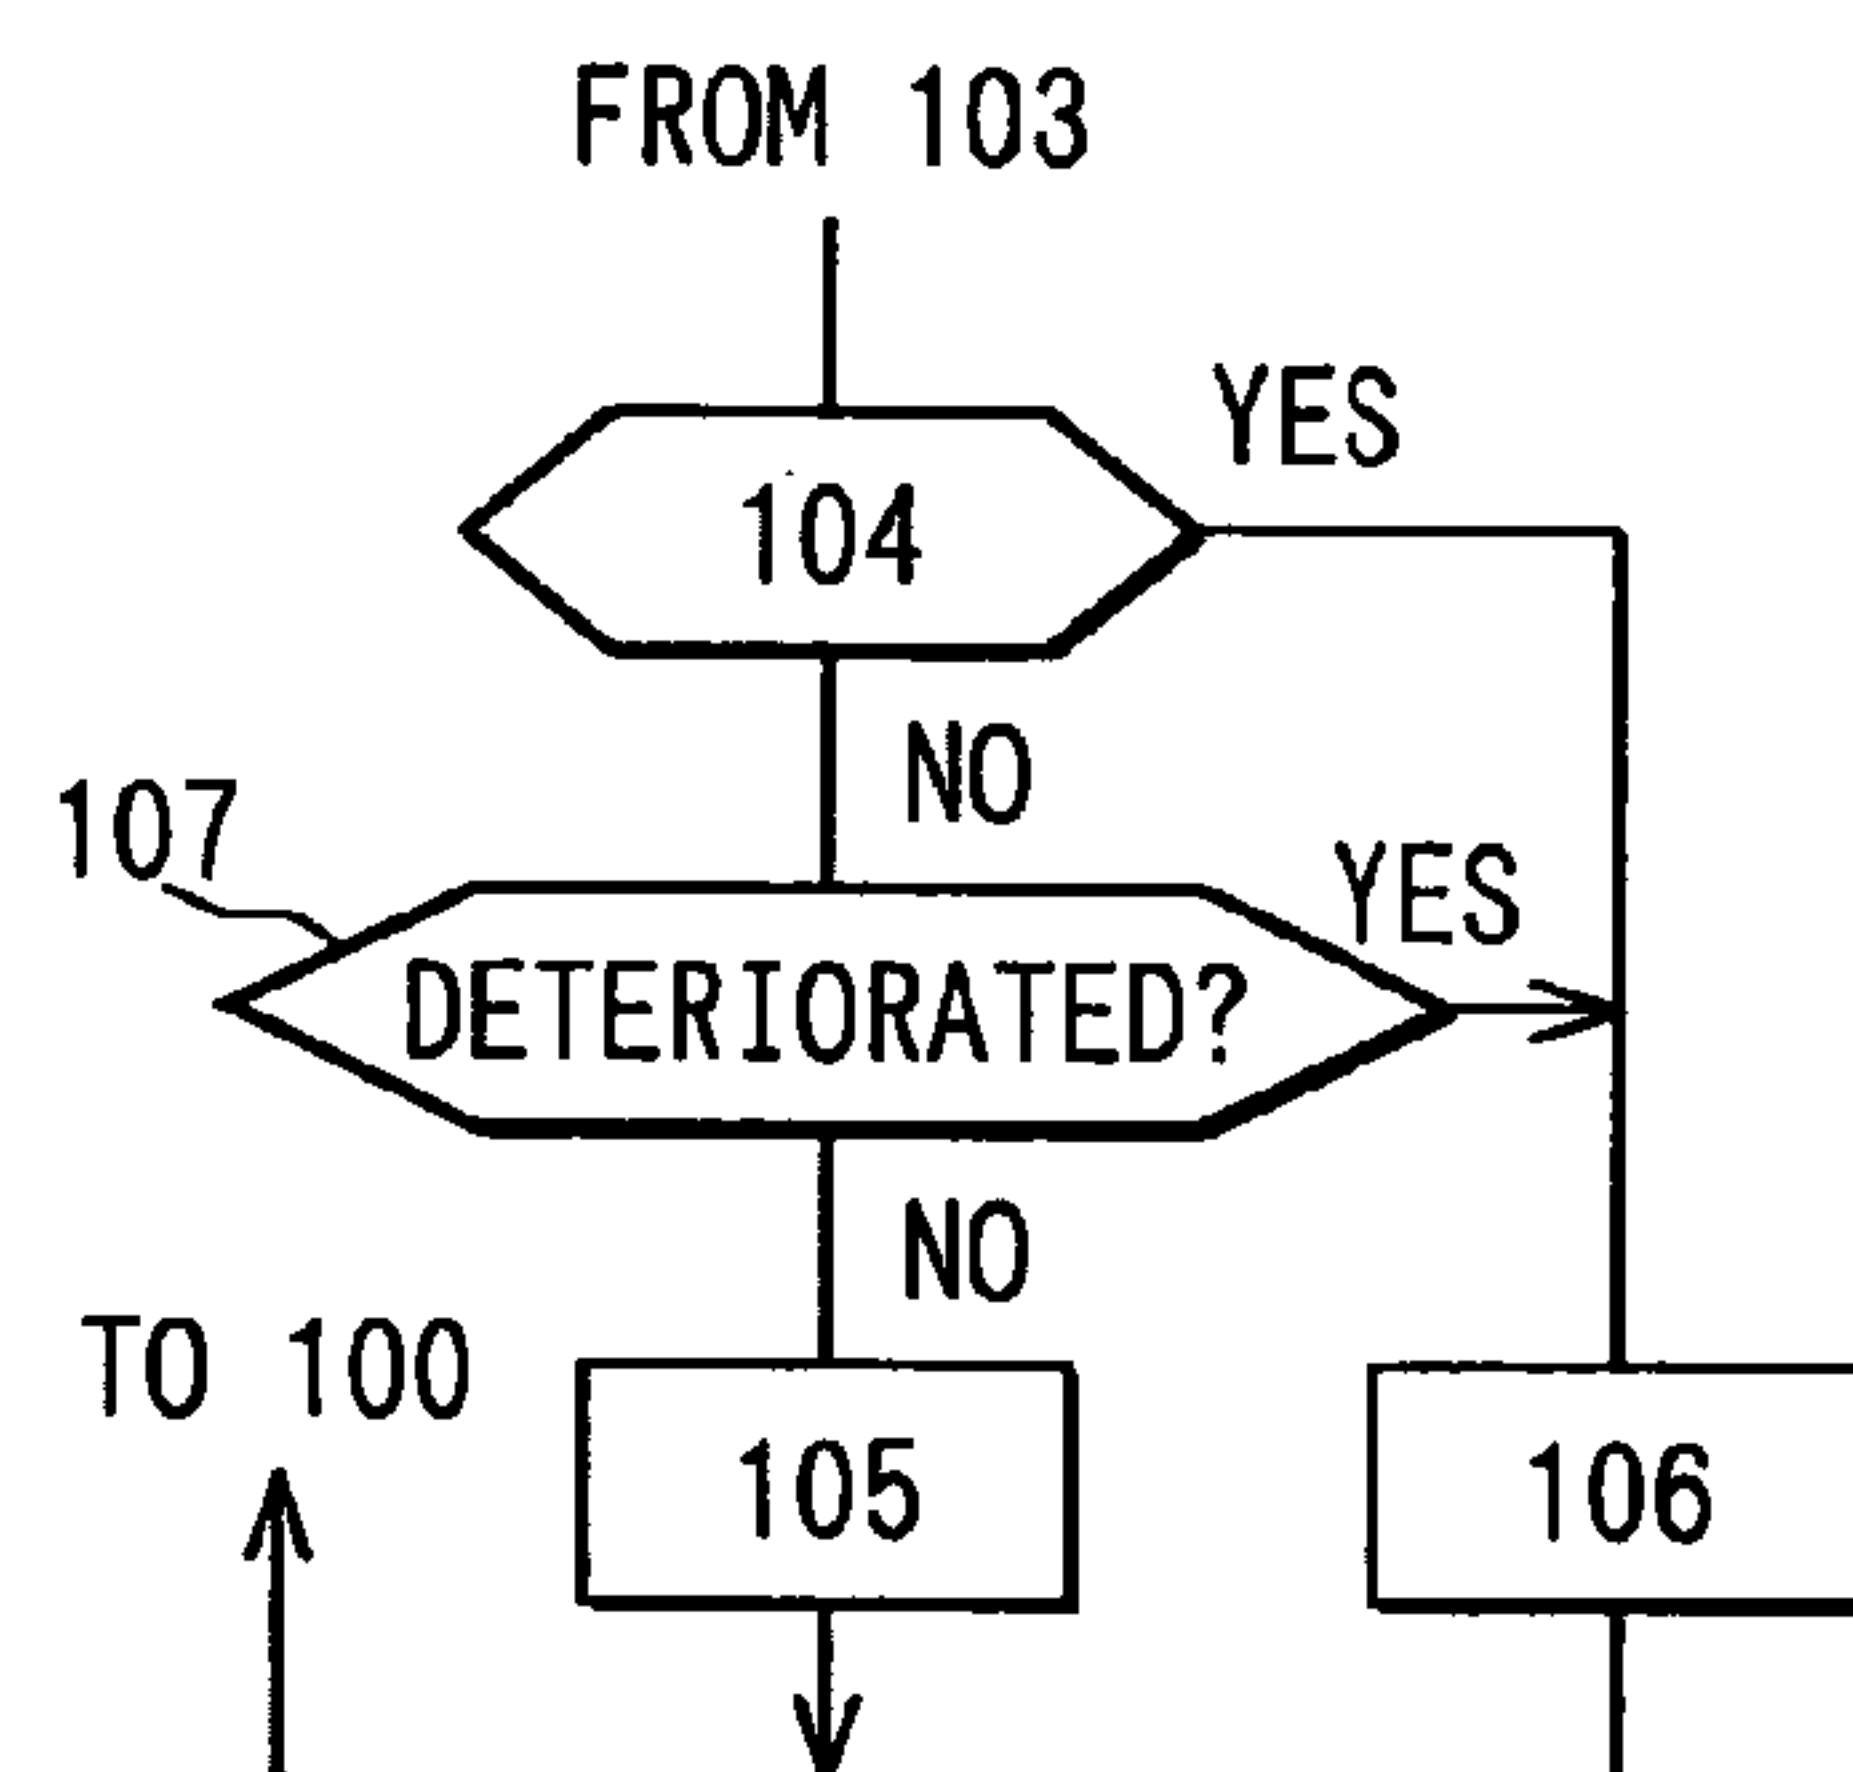 FROM 103
YES
104
NO
107
YES
DETERIORATED?
NO
TO 100
105
106